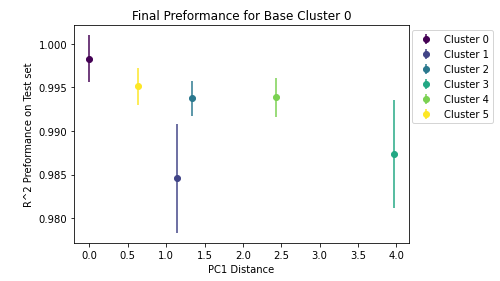 Final Preformance for Base Cluster 0
R^2 Preformance on Test set
1.000
0.995
0.990
0.985
0.980
0.0 0.5 1.0 1.5 2.0 2.5 3.0 3.5 4.0
PC1 Distance
Cluster 0
Cluster 1
Cluster 2
Cluster 3
Cluster 4
Cluster 5